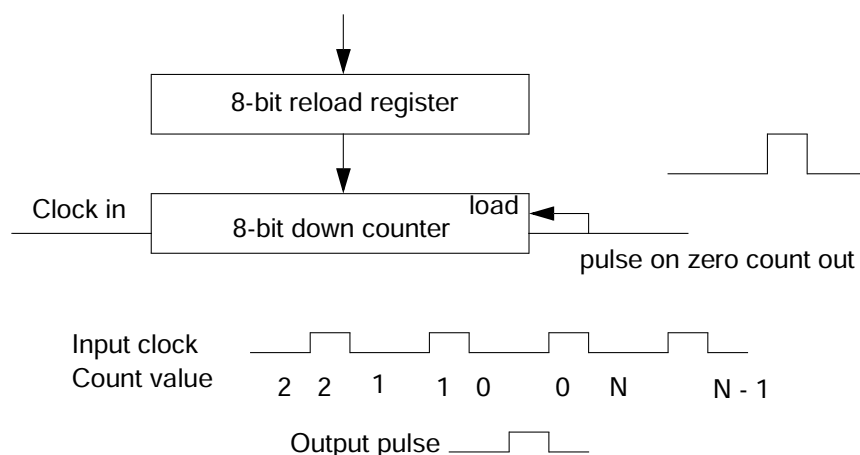 8-bit reload register
Clock in
load
8-bit down counter
pulse on zero count out
Input clock
Count value
2 2 1 1 0 0 N N - 1
Output pulse